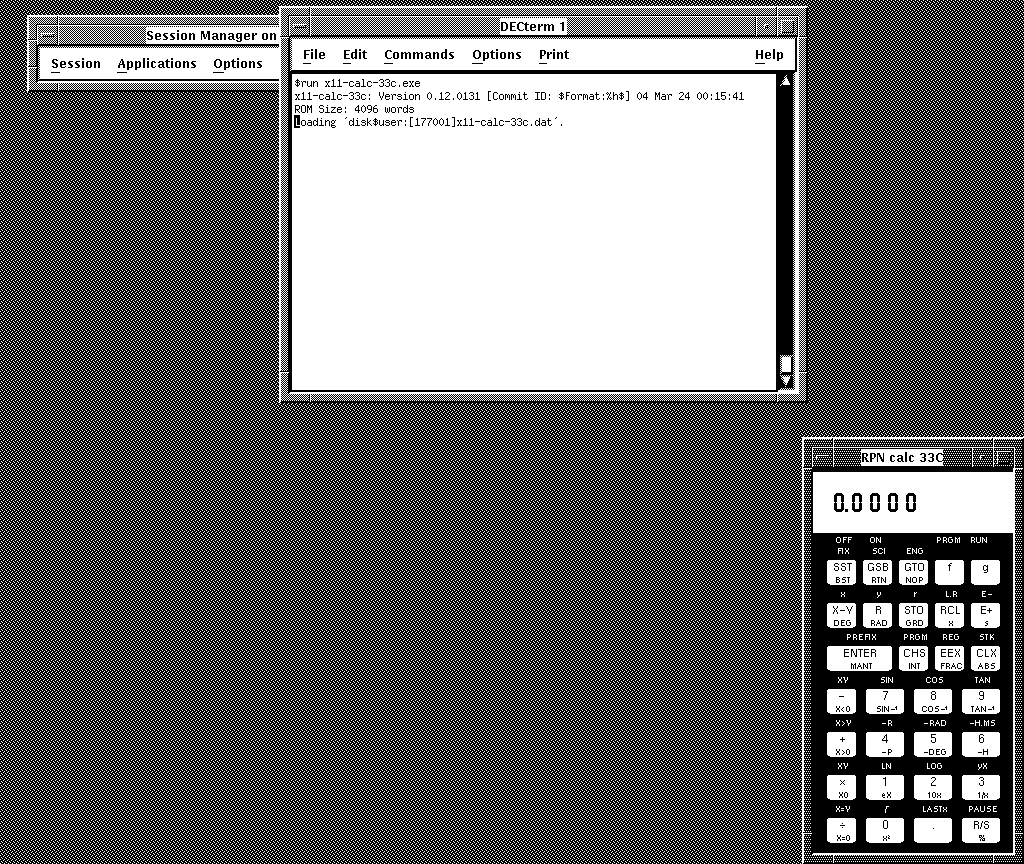 Session Manager on
Session Applications Options
DECterm 1
File Edit Commands Options Print Help
$run x11-calc-33c.exe
x11-calc-33c: Version 0.12.0131 [Commit ID: $Format:%h$] 04 Mar 24 00:15:41
ROM Size: 4096 words
Loading ´disk$user:[177001]x11-calc-33c.dat´.
RPN calc 33C
0.0000
OFF ON PRGM RUN
FIX SCI ENG
SST GSB GTO f g
BST RTN NOP
x y r L.R E-
X-Y R STO RCL E+
DEG RAD GRD x s
PREFIX PRGM REG STK
ENTER CHS EEX CLX
MANT INT FRAC ABS
XY SIN COS TAN
- 7 8 9
X<0 SIN-¹ COS-¹ TAN-¹
X>Y -R -RAD -H.MS
+ 4 5 6
X>0 -P -DEG -H
XY LN LOG yX
x 1 2 3
X0 eX 10x 1/x
X=Y LASTx PAUSE
÷ 0 . R/S
X=0 x² %